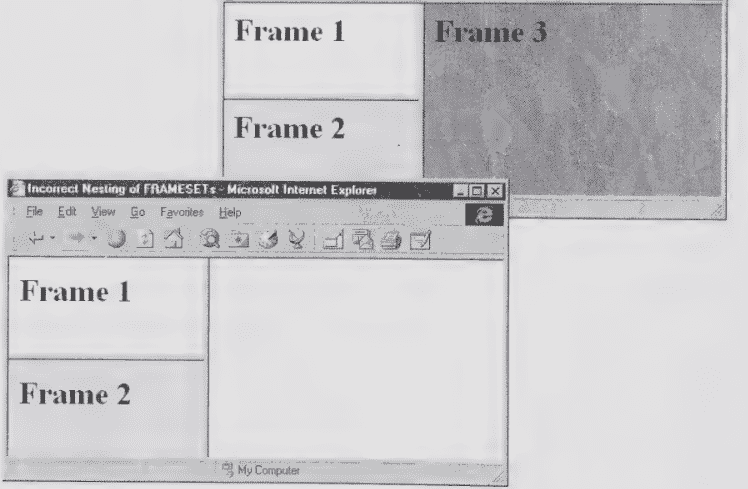 Frame 1
Frame 3
Frame 2
Incorrect Nesting of FRAMESETs - Microsoft Internet Explorer
File Edit View Go Favorites Help
Frame 1
Frame 2
My Computer